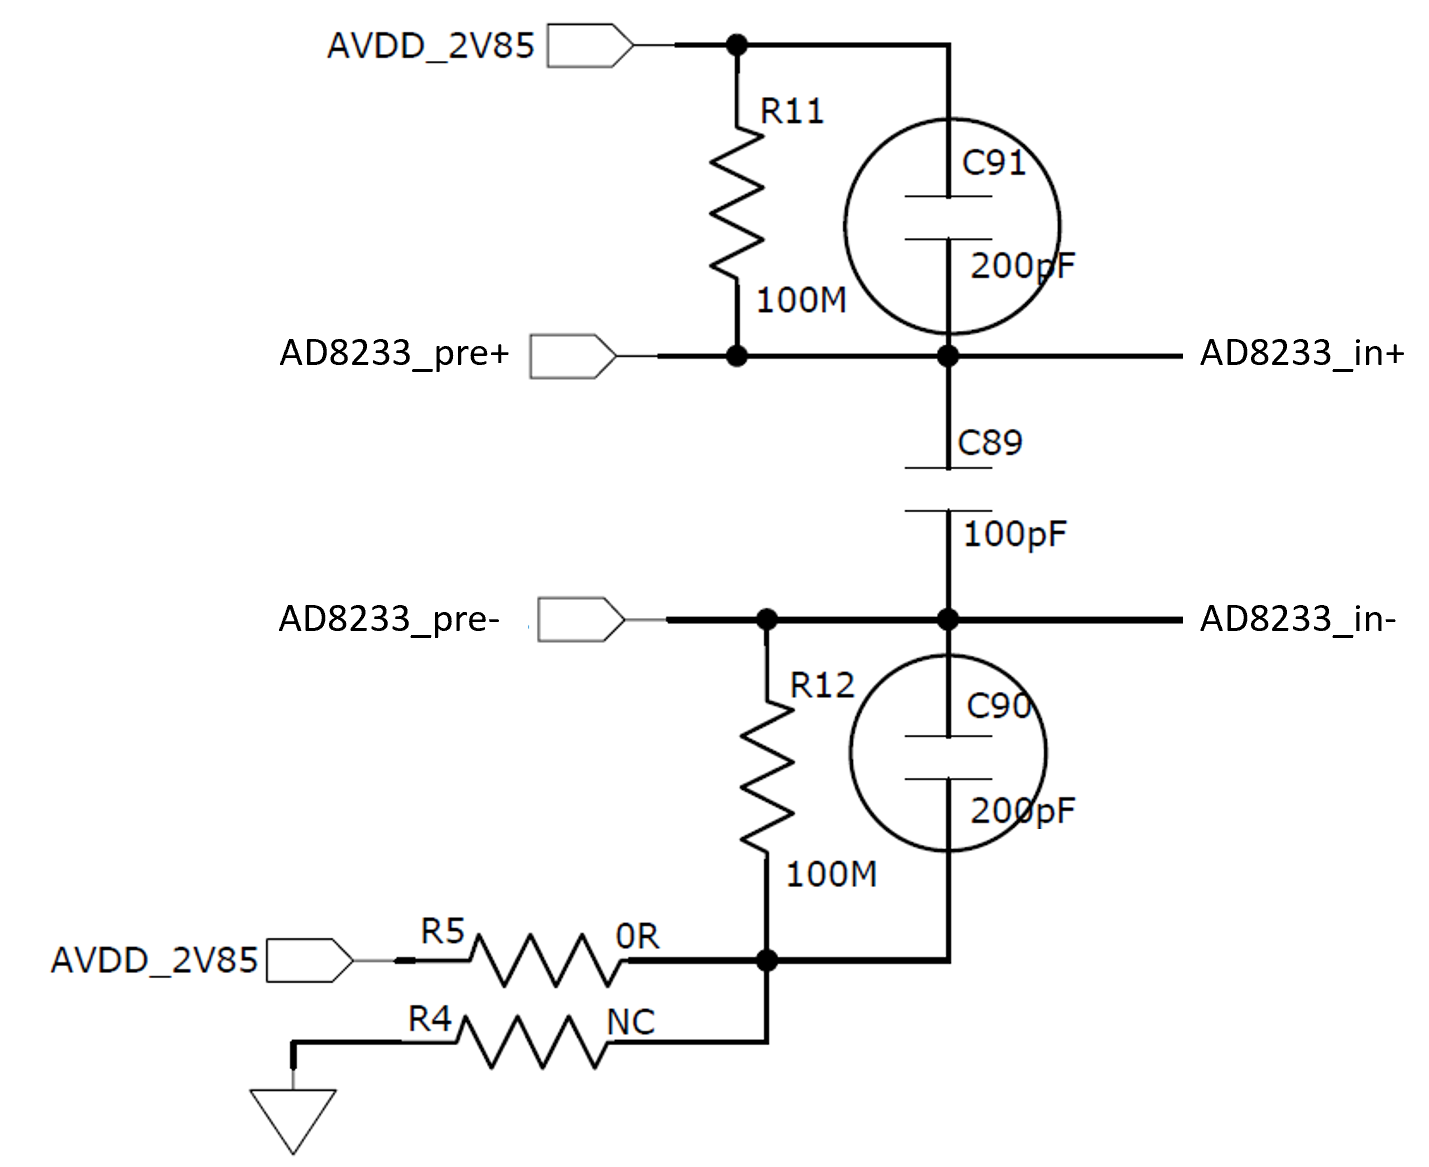 AVDD_2V85
R11
C91
200pF
100M
AD8233_pre+
AD8233_in+
C89
100pF
AD8233_pre-
AD8233_in-
R12
C90
200pF
100M
R5
0R
AVDD_2V85
R4
NC